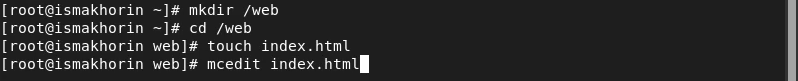 [root@ismakhorin ~]# mkdir /web
[root@ismakhorin ~]# cd /web
[root@ismakhorin web]# touch index.html
[root@ismakhorin web]# mcedit index.html